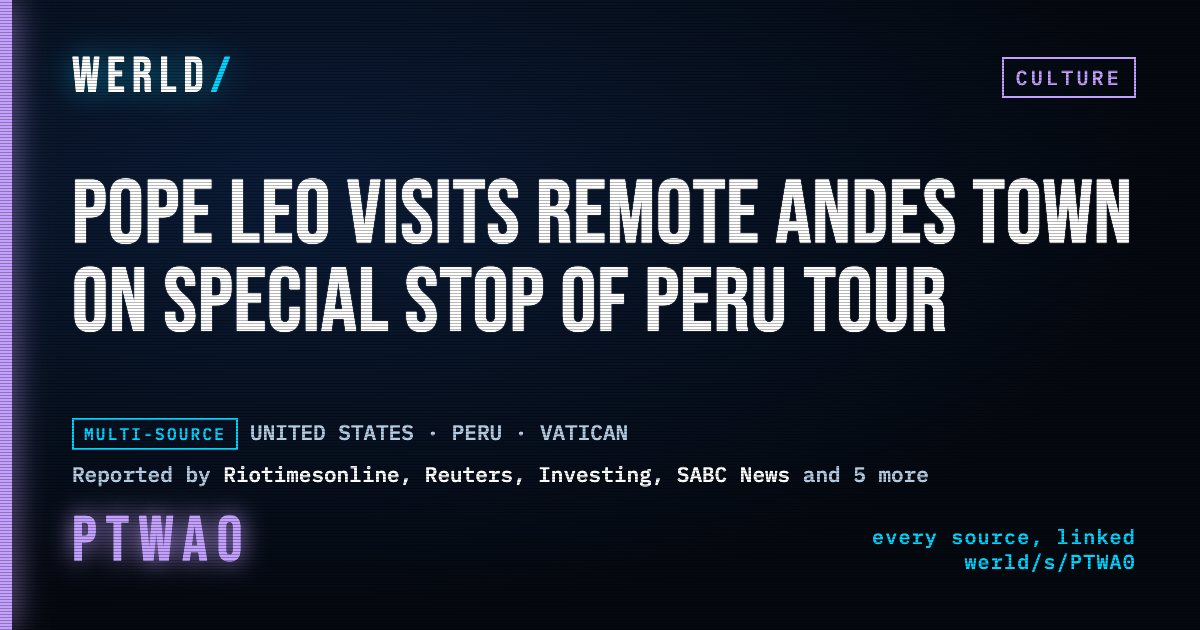 WERLD/
CULTURE
POPE LEO VISITS REMOTE ANDES TOWN
ON SPECIAL STOP OF PERU TOUR
MULTI-SOURCE UNITED STATES · PERU · VATICAN
Reported by Riotimesonline, Reuters, Investing, SABC News and 5 more
PTWA0
every source, linked
werld/s/PTWA0